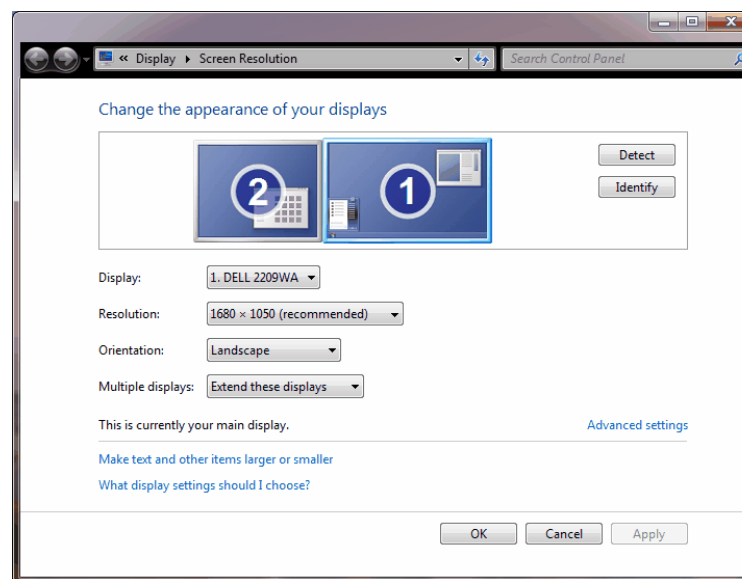 « Display ▸ Screen Resolution
Search Control Panel
Change the appearance of your displays
2
1
Detect
Identify
Display: 1. DELL 2209WA
Resolution: 1680 × 1050 (recommended)
Orientation: Landscape
Multiple displays: Extend these displays
This is currently your main display. Advanced settings
Make text and other items larger or smaller
What display settings should I choose?
OK Cancel Apply